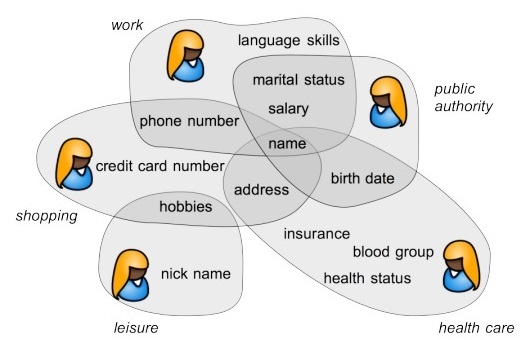 work
language skills
marital status
public
authority
salary
phone number
name
credit card number
address
birth date
hobbies
shopping
insurance
blood group
nick name
health status
leisure
health care